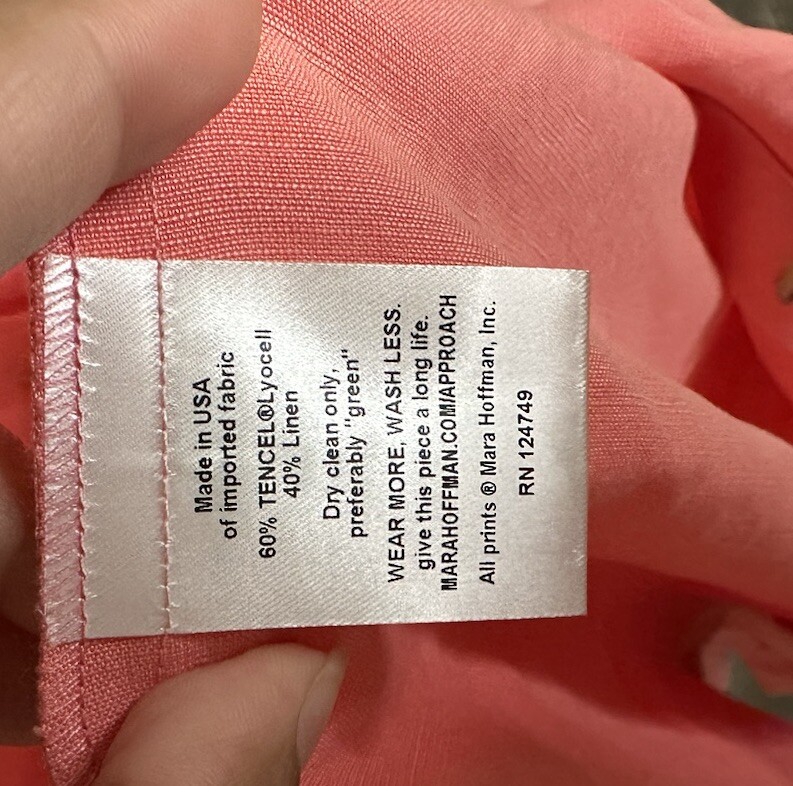 Made in USA
of imported fabric
60% TENCEL®Lyocell
40% Linen
Dry clean only,
preferably "green"
WEAR MORE, WASH LESS.
give this piece a long life.
MARAHOFFMAN.COM/APPROACH
All prints ® Mara Hoffman, Inc.
RN 124749